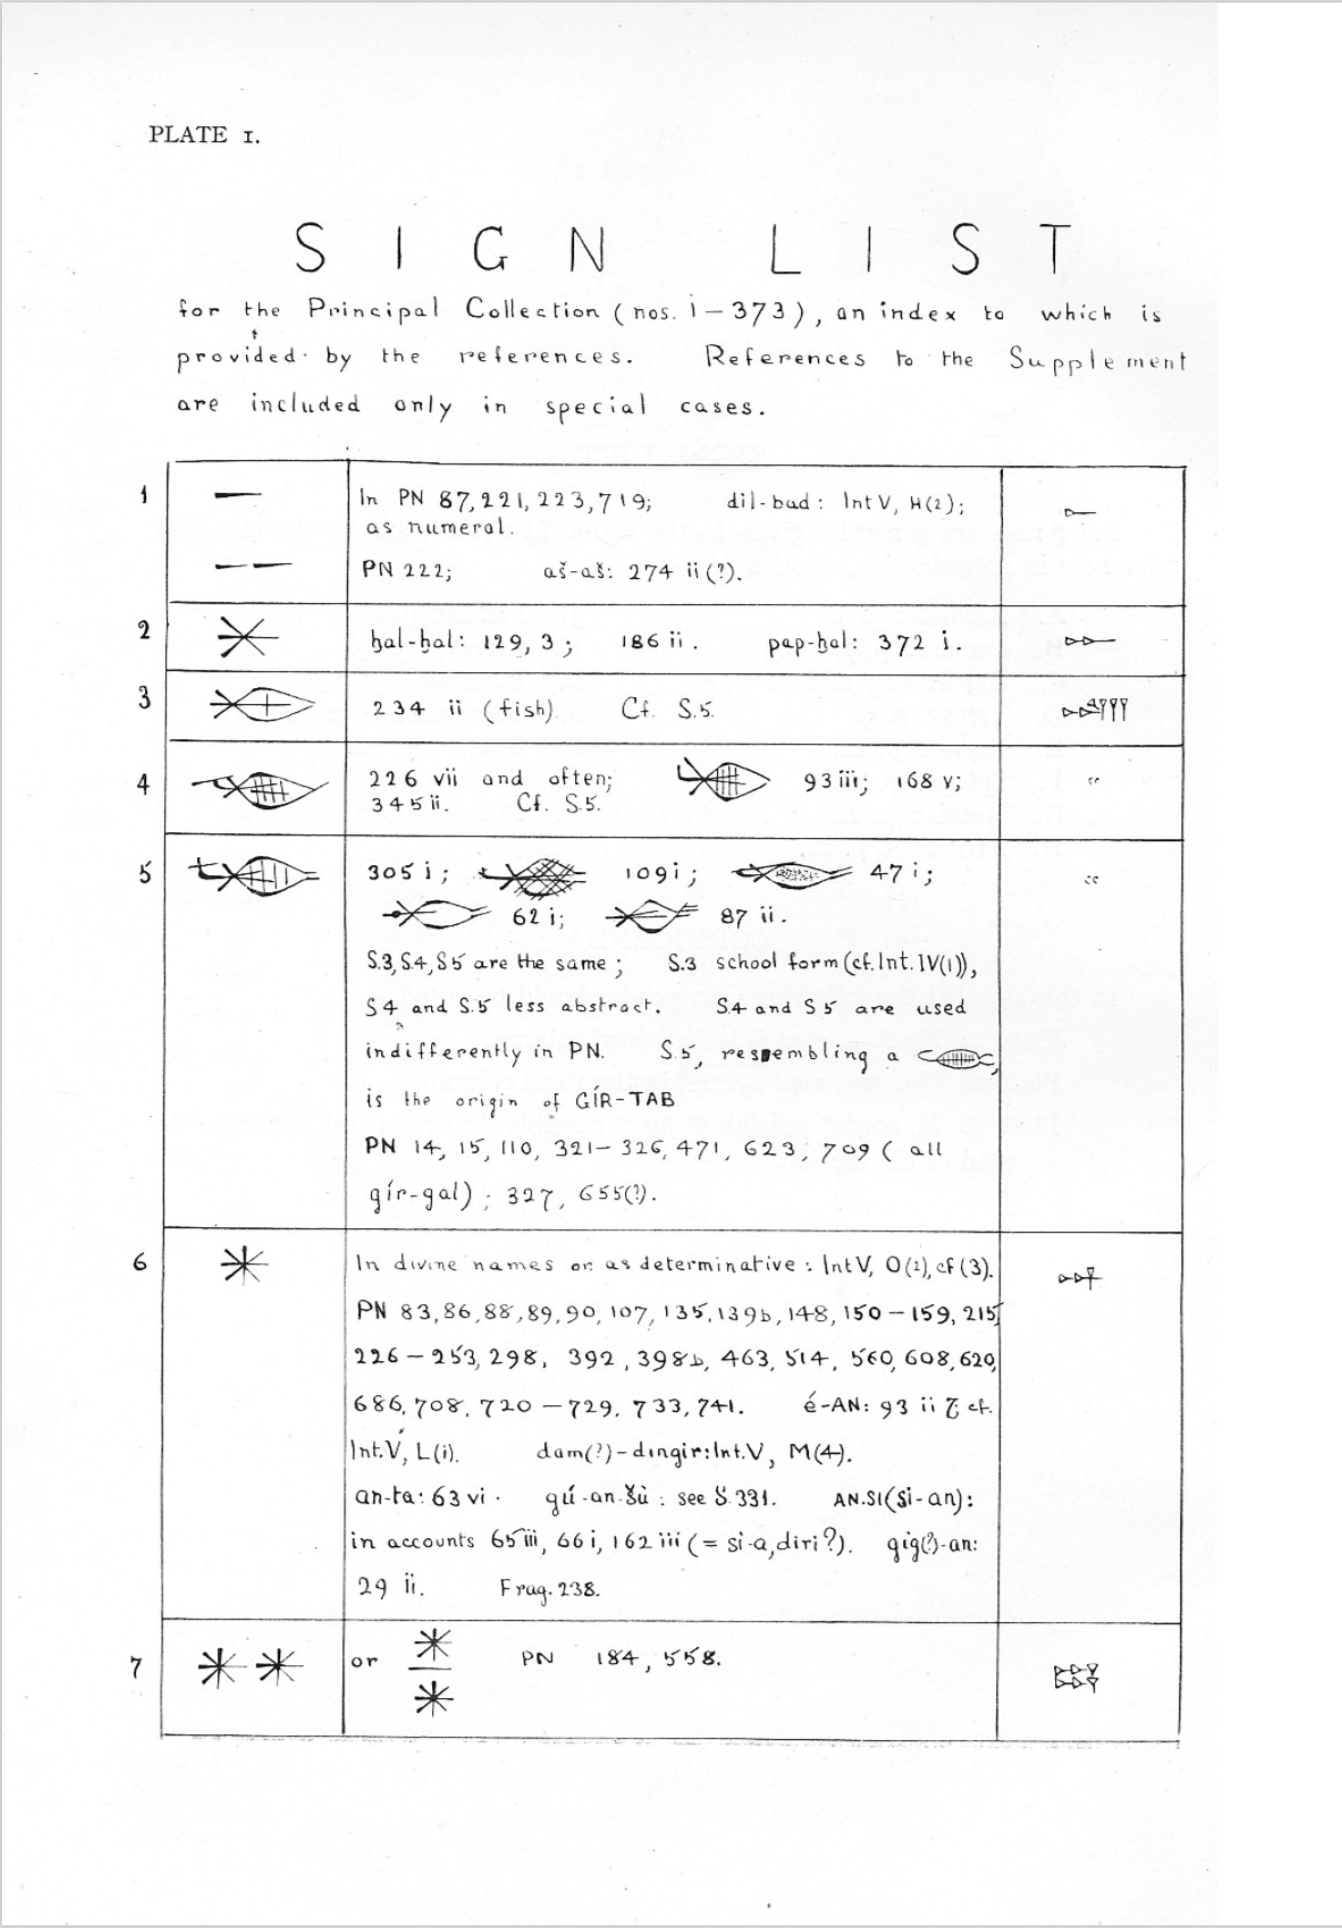 PLATE I.
SIGN LIST
for the Principal Collection (nos. 1–373), an index to which is
provided by the references. References to the Supplement
are included only in special cases.
1 In PN 87, 221, 223, 719; dil-bad: Int V, H(2);
as numeral.
PN 222; aš-aš: 274 ii (?).
2 ḫal-ḫal: 129, 3; 186 ii. pap-ḫal: 372 i.
3 234 ii (fish). Cf. S.5.
4 226 vii and often; 93 iii; 168 v; "
345 ii. Cf. S.5.
5 305 i; 109 i; 47 i; "
62 i; 87 ii.
S.3, S.4, S5 are the same; S.3 school form (cf. Int. IV(1)),
S4 and S.5 less abstract. S.4 and S5 are used
indifferently in PN. S.5, resembling a ,
is the origin of GÍR-TAB
PN 14, 15, 110, 321–326, 471, 623, 709 (all
gír-gal); 327, 655(?).
6 In divine names or as determinative: Int V, O(1), cf (3).
PN 83, 86, 88, 89, 90, 107, 135, 139b, 148, 150–159, 215,
226–253, 298, 392, 398b, 463, 514, 560, 608, 620,
686, 708, 720–729, 733, 741. é-AN: 93 ii 7; cf.
Int. V, L(i). dam(?)-dingir: Int. V, M(4).
an-ta: 63 vi. gú-an-šù: see S.331. AN.SI(si-an):
in accounts 65 iii, 66 i, 162 iii (= si-a, diri?). gig(?)-an:
29 ii. Frag. 238.
7 or PN 184, 558.